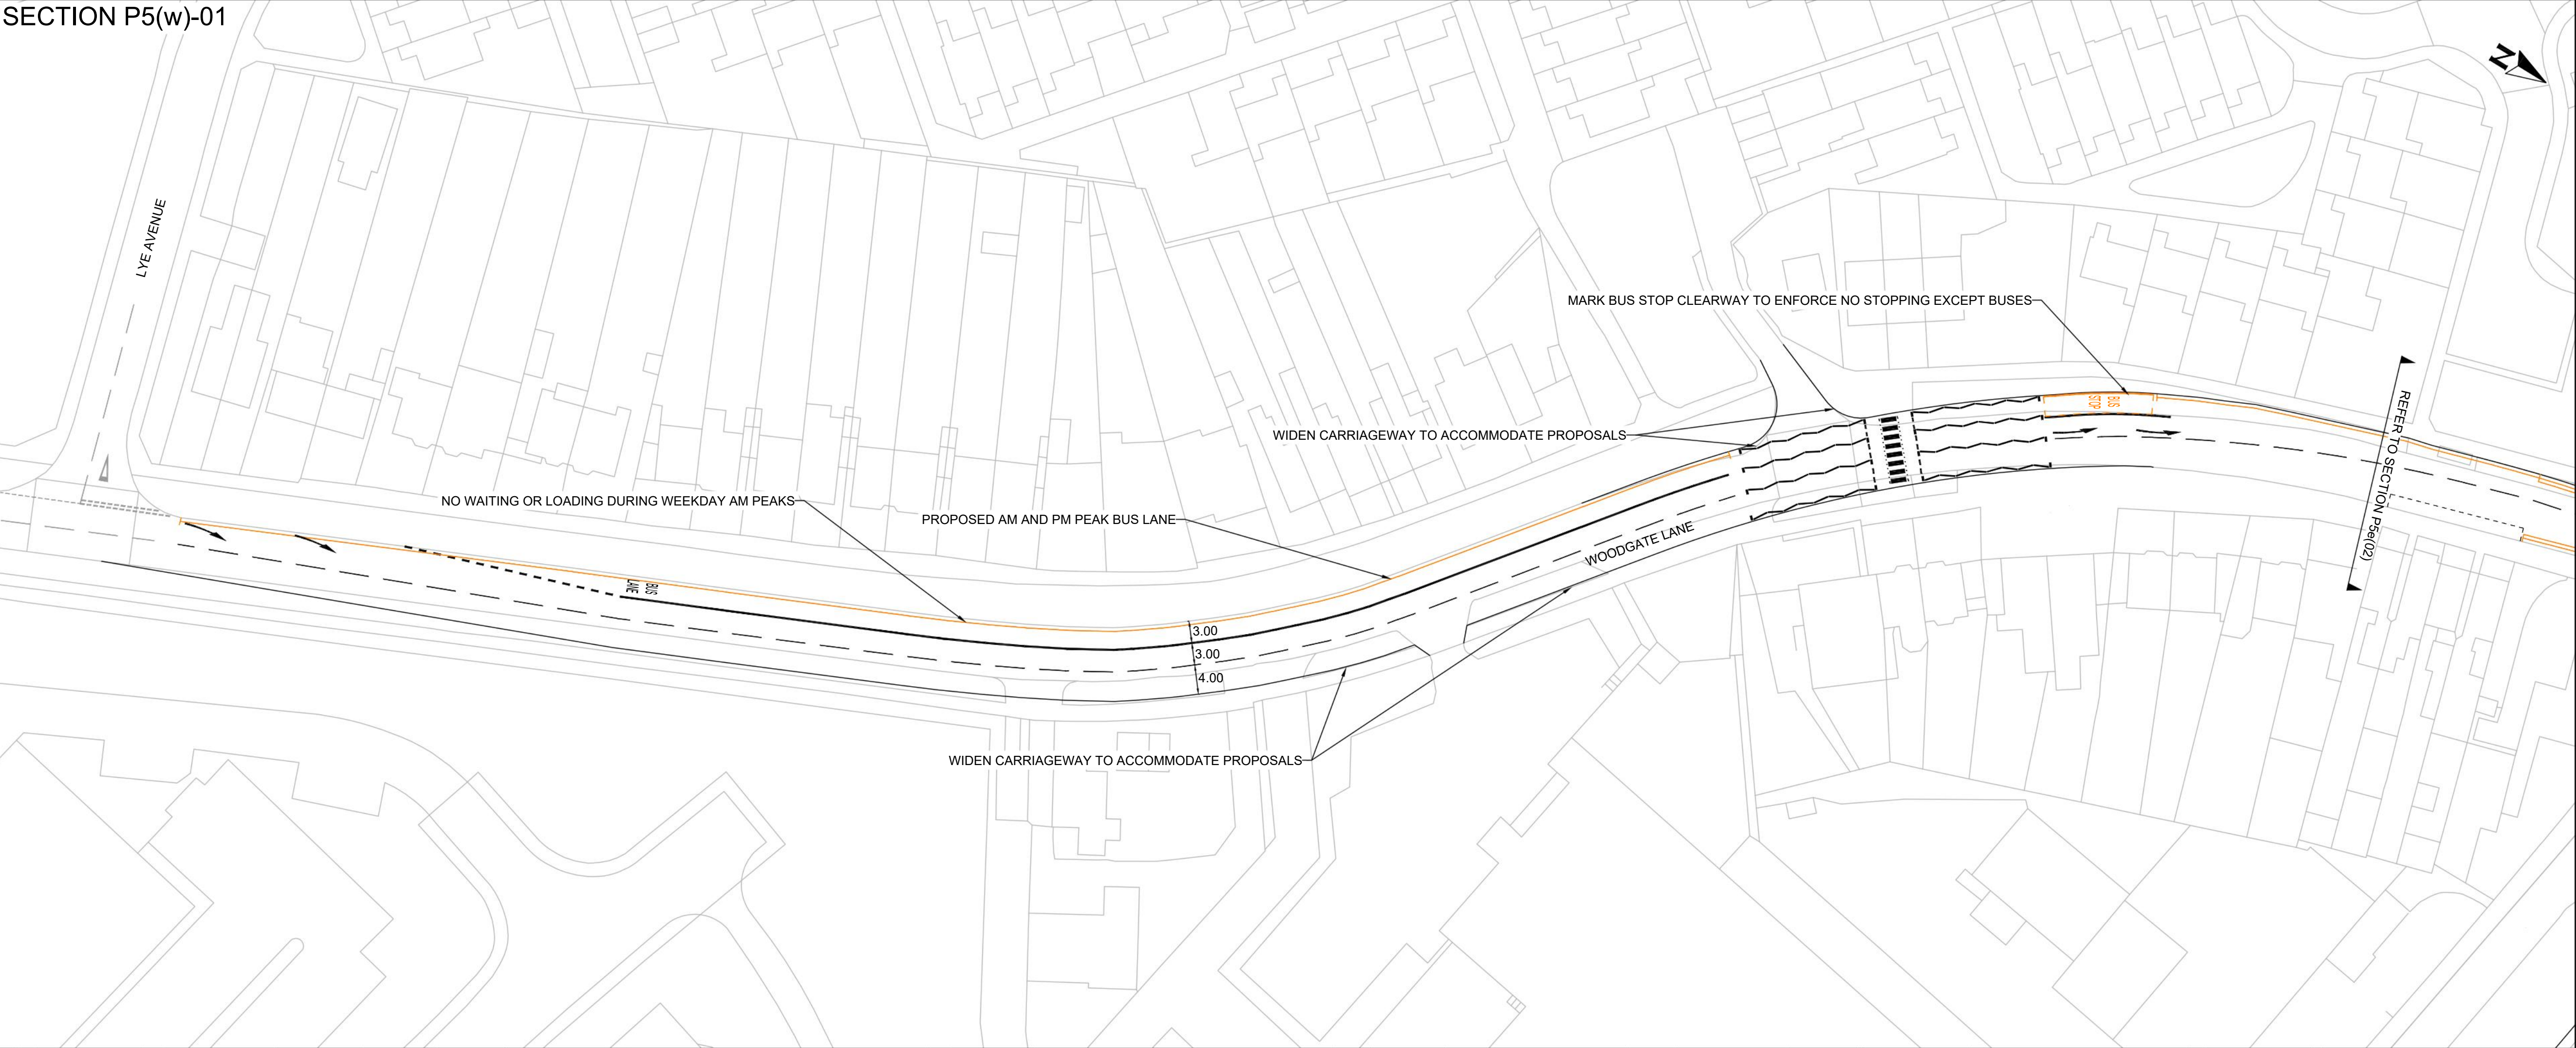 SECTION P5(w)-01
N
LYE AVENUE
MARK BUS STOP CLEARWAY TO ENFORCE NO STOPPING EXCEPT BUSES
BUS
STOP
REFER TO SECTION P5e(02)
WIDEN CARRIAGEWAY TO ACCOMMODATE PROPOSALS
NO WAITING OR LOADING DURING WEEKDAY AM PEAKS
PROPOSED AM AND PM PEAK BUS LANE
WOODGATE LANE
BUS
LANE
3.00
3.00
4.00
WIDEN CARRIAGEWAY TO ACCOMMODATE PROPOSALS